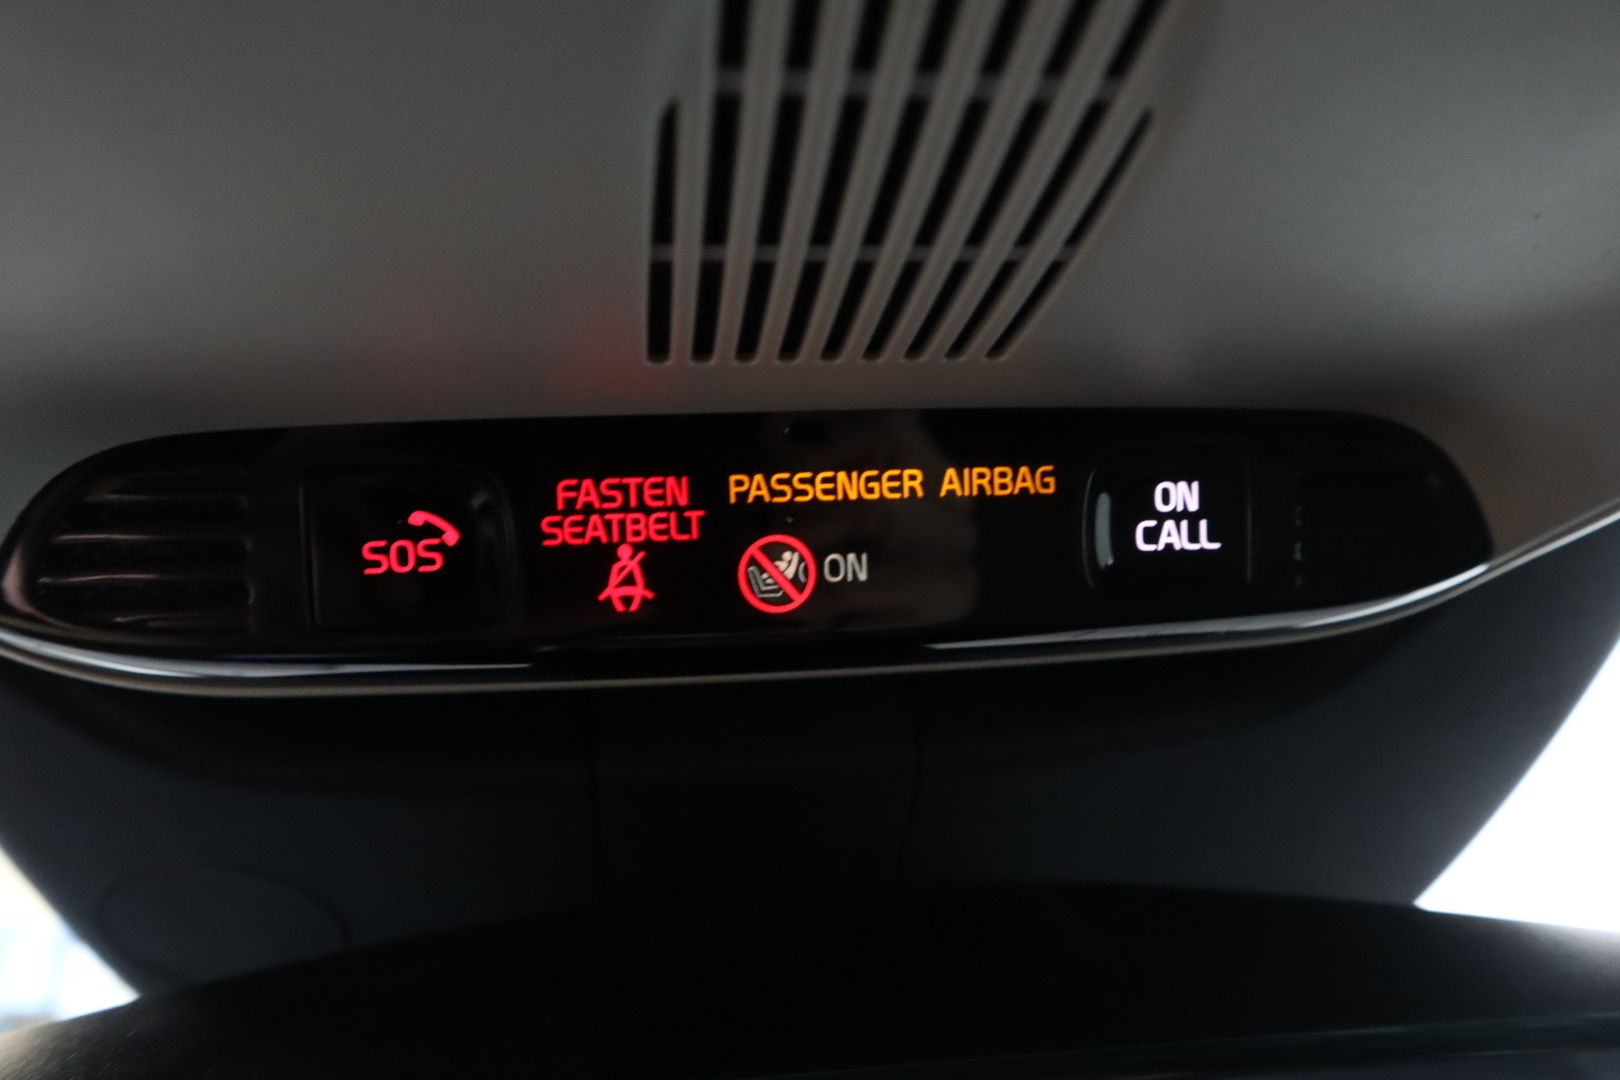 SOS
FASTEN
SEATBELT
PASSENGER AIRBAG
ON
ON
CALL